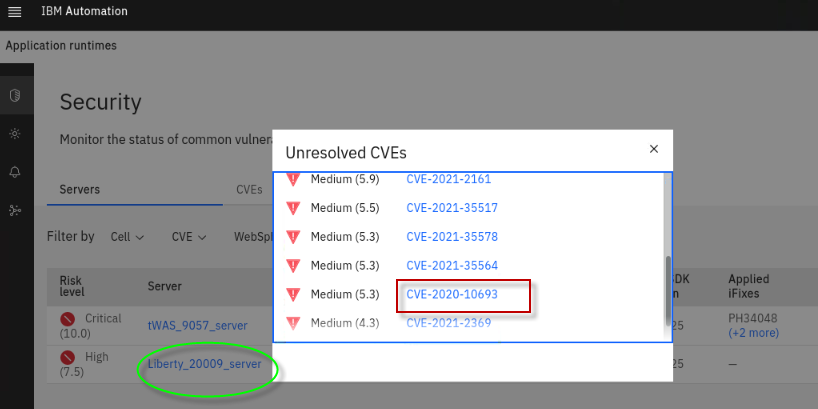 IBM Automation
Application runtimes
Security
Monitor the status of common vulner
Unresolved CVEs
Medium (5.9) CVE-2021-2161
Medium (5.5) CVE-2021-35517
Medium (5.3) CVE-2021-35578
Medium (5.3) CVE-2021-35564
Medium (5.3) CVE-2020-10693
Medium (4.3) CVE-2021-2369
Servers CVEs
Filter by Cell CVE WebSpl
Risk level Server SDK Applied iFixes
Critical (10.0) tWAS_9057_server 25 PH34048 (+2 more)
High (7.5) Liberty_20009_server 25 —